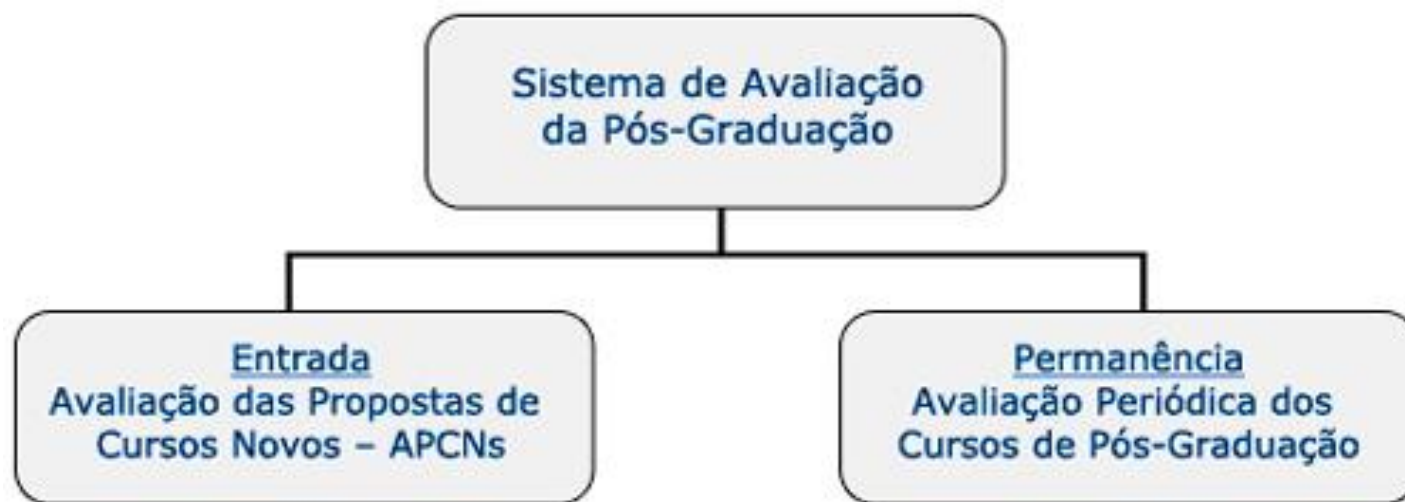 Sistema de Avaliação
da Pós-Graduação
Entrada
Avaliação das Propostas de
Cursos Novos – APCNs
Permanência
Avaliação Periódica dos
Cursos de Pós-Graduação